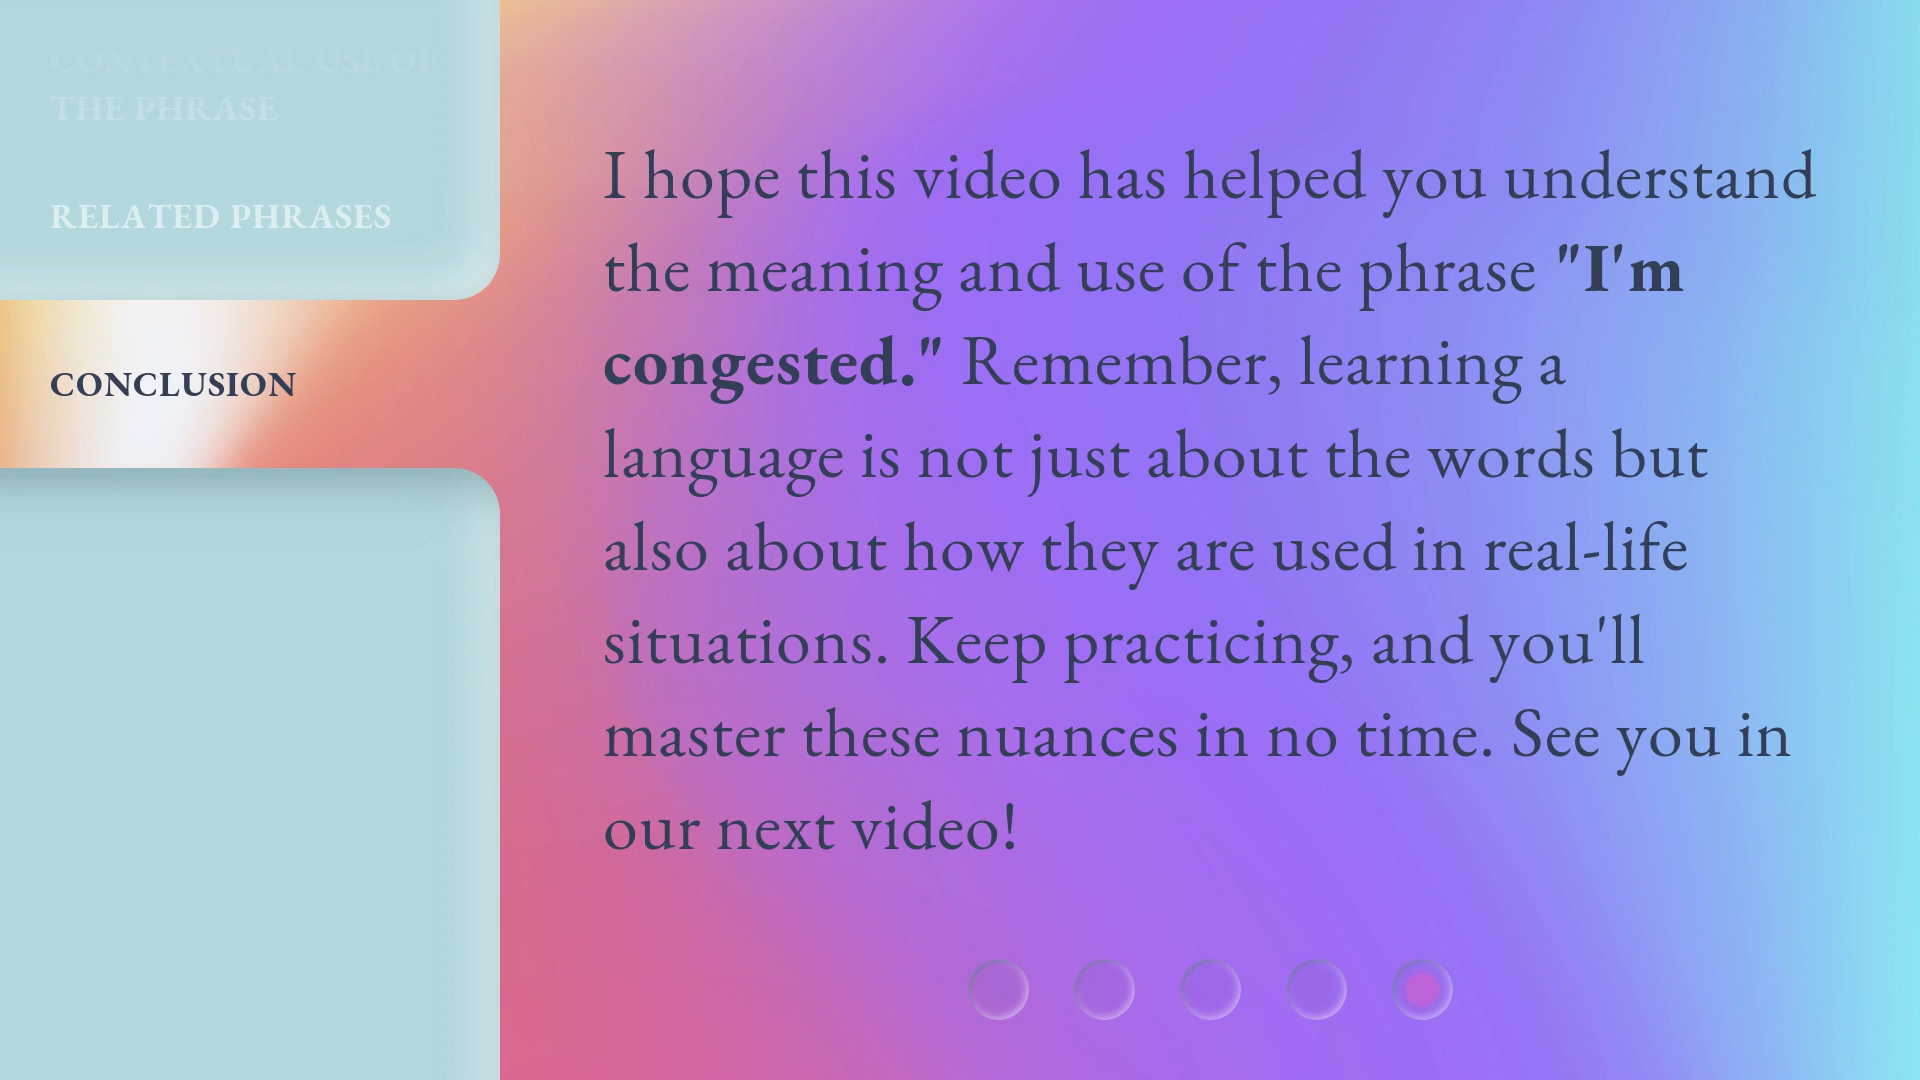 CONTEXTUAL USE OF
THE PHRASE
RELATED PHRASES
CONCLUSION
I hope this video has helped you understand
the meaning and use of the phrase "I'm
congested." Remember, learning a
language is not just about the words but
also about how they are used in real-life
situations. Keep practicing, and you'll
master these nuances in no time. See you in
our next video!